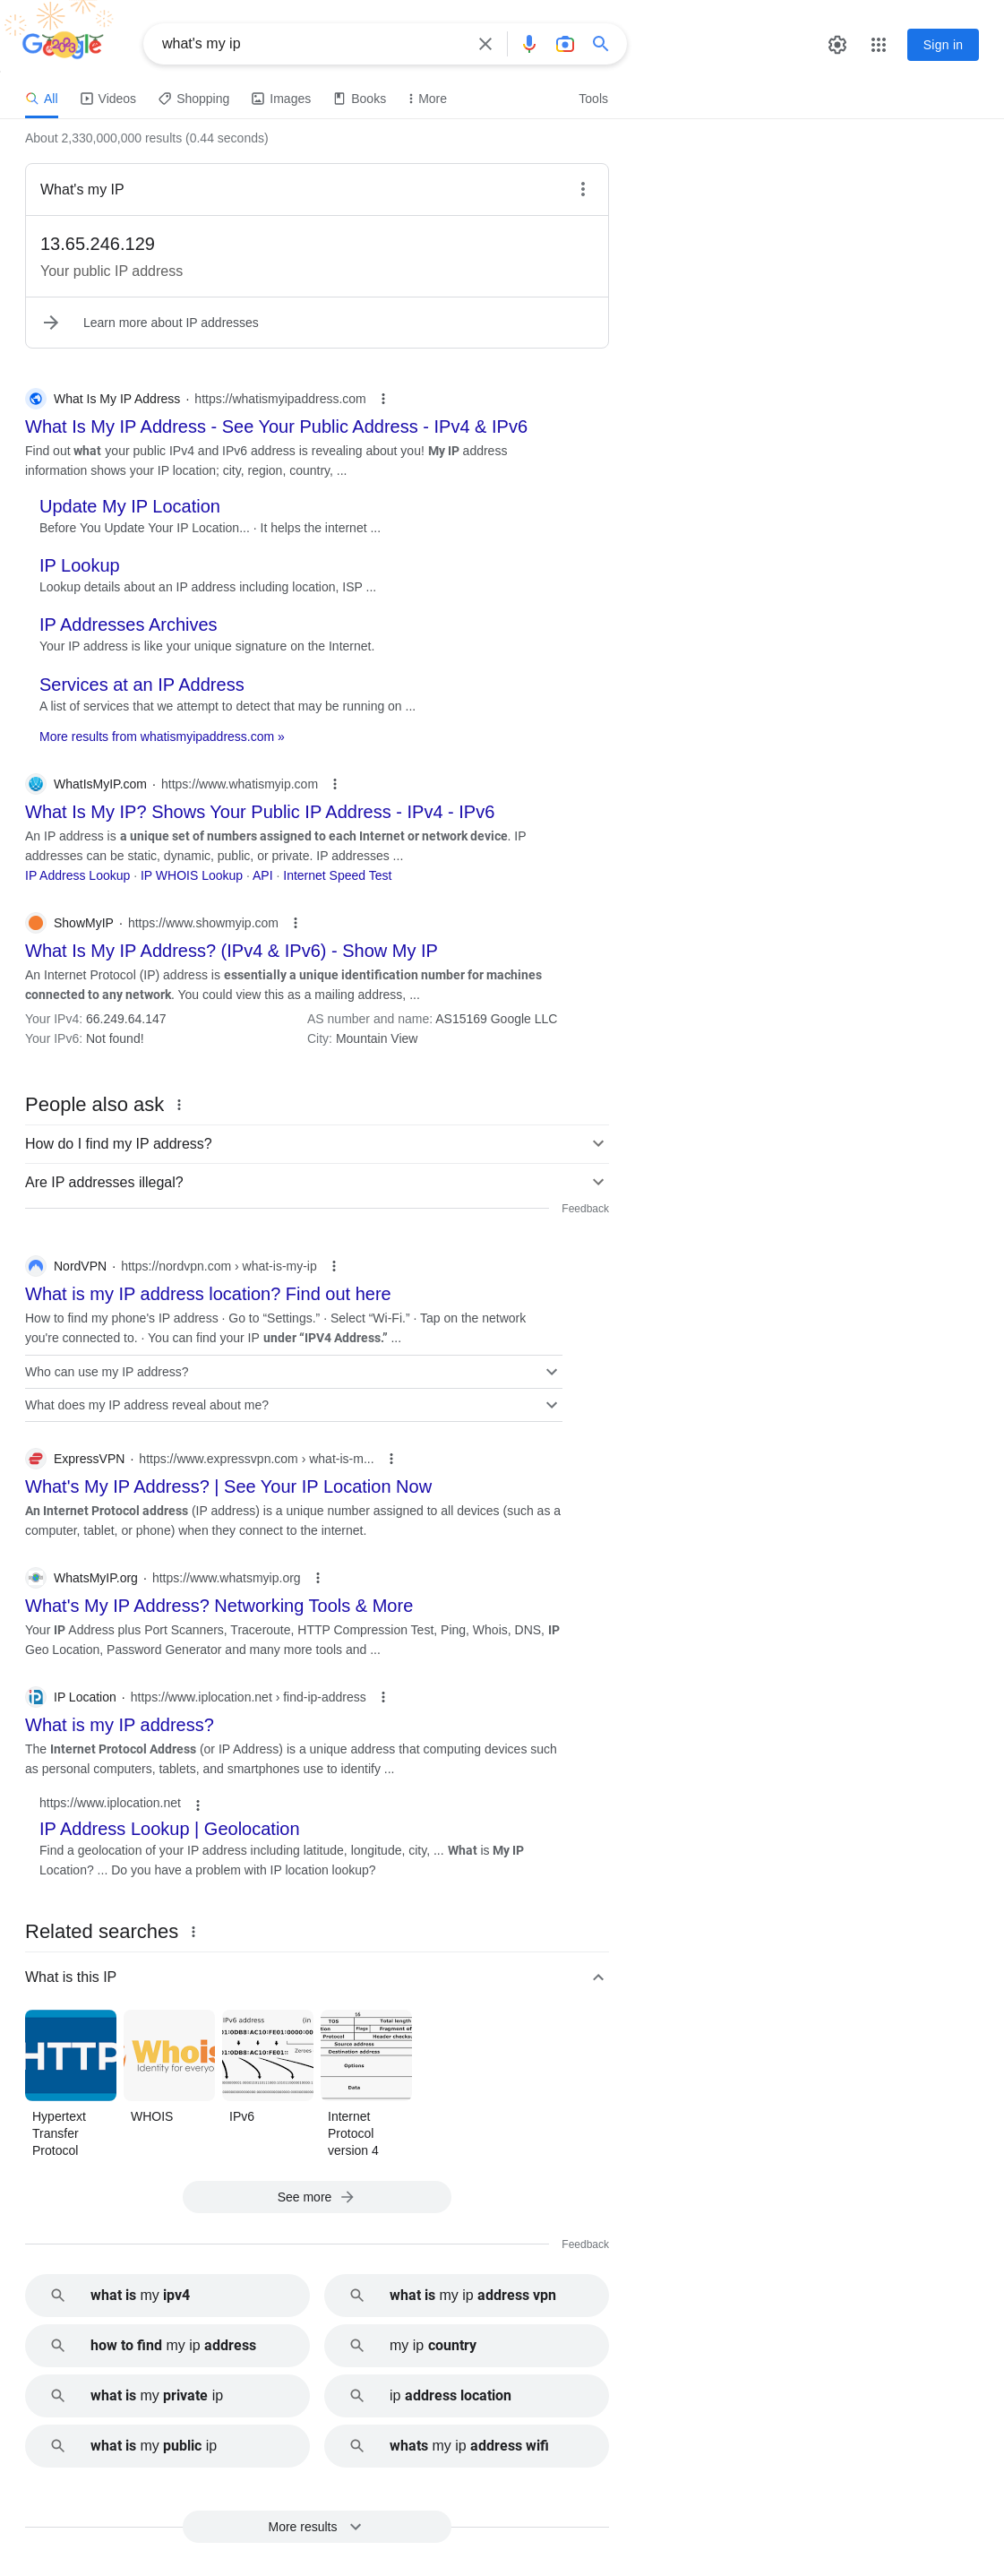 Google
what's my ip
Sign in
All
Videos
Shopping
Images
Books
More
Tools
About 2,330,000,000 results (0.44 seconds)
What's my IP
13.65.246.129
Your public IP address
Learn more about IP addresses
What Is My IP Address · https://whatismyipaddress.com
What Is My IP Address - See Your Public Address - IPv4 & IPv6
Find out what your public IPv4 and IPv6 address is revealing about you! My IP address
information shows your IP location; city, region, country, ...
Update My IP Location
Before You Update Your IP Location... · It helps the internet ...
IP Lookup
Lookup details about an IP address including location, ISP ...
IP Addresses Archives
Your IP address is like your unique signature on the Internet.
Services at an IP Address
A list of services that we attempt to detect that may be running on ...
More results from whatismyipaddress.com »
WhatIsMyIP.com · https://www.whatismyip.com
What Is My IP? Shows Your Public IP Address - IPv4 - IPv6
An IP address is a unique set of numbers assigned to each Internet or network device. IP
addresses can be static, dynamic, public, or private. IP addresses ...
IP Address Lookup · IP WHOIS Lookup · API · Internet Speed Test
ShowMyIP · https://www.showmyip.com
What Is My IP Address? (IPv4 & IPv6) - Show My IP
An Internet Protocol (IP) address is essentially a unique identification number for machines
connected to any network. You could view this as a mailing address, ...
Your IPv4: 66.249.64.147
AS number and name: AS15169 Google LLC
Your IPv6: Not found!
City: Mountain View
People also ask
How do I find my IP address?
Are IP addresses illegal?
Feedback
NordVPN · https://nordvpn.com › what-is-my-ip
What is my IP address location? Find out here
How to find my phone's IP address · Go to “Settings.” · Select “Wi-Fi.” · Tap on the network
you're connected to. · You can find your IP under “IPV4 Address.” ...
Who can use my IP address?
What does my IP address reveal about me?
ExpressVPN · https://www.expressvpn.com › what-is-m...
What's My IP Address? | See Your IP Location Now
An Internet Protocol address (IP address) is a unique number assigned to all devices (such as a
computer, tablet, or phone) when they connect to the internet.
WhatsMyIP.org · https://www.whatsmyip.org
What's My IP Address? Networking Tools & More
Your IP Address plus Port Scanners, Traceroute, HTTP Compression Test, Ping, Whois, DNS, IP
Geo Location, Password Generator and many more tools and ...
IP Location · https://www.iplocation.net › find-ip-address
What is my IP address?
The Internet Protocol Address (or IP Address) is a unique address that computing devices such
as personal computers, tablets, and smartphones use to identify ...
https://www.iplocation.net
IP Address Lookup | Geolocation
Find a geolocation of your IP address including latitude, longitude, city, ... What is My IP
Location? ... Do you have a problem with IP location lookup?
Related searches
What is this IP
HTTP
Whois
Identity for everyo
IPv6 address (in
Zeroes
16
TOS Total length
Flags Fragment of
Protocol Header checks
Source address
Destination address
Options
Data
Hypertext
Transfer
Protocol
WHOIS
IPv6
Internet
Protocol
version 4
See more
Feedback
what is my ipv4
what is my ip address vpn
how to find my ip address
my ip country
what is my private ip
ip address location
what is my public ip
whats my ip address wifi
More results